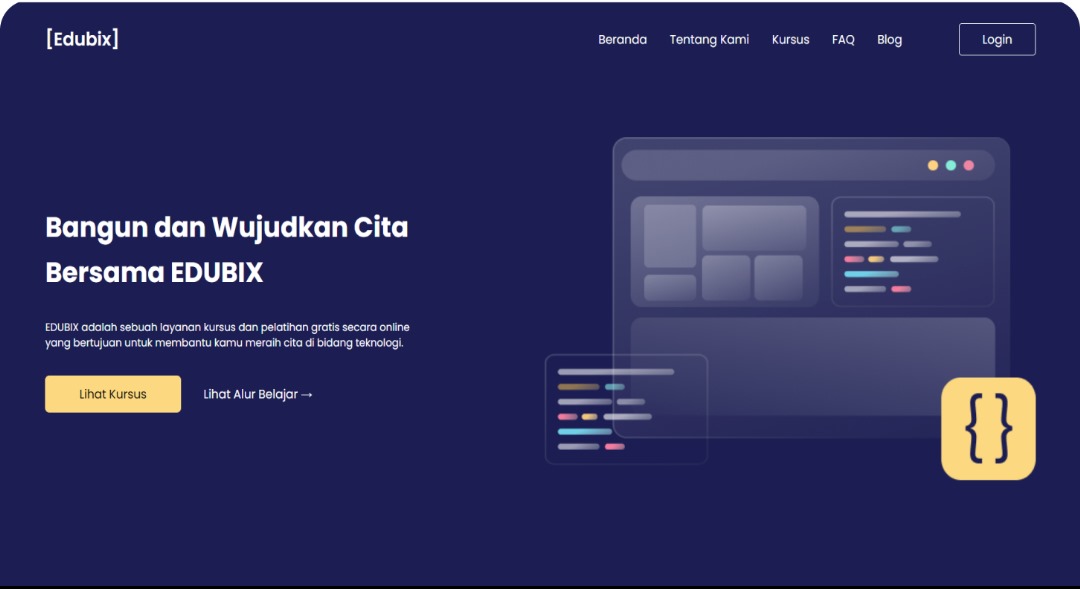 [Edubix]
Beranda Tentang Kami Kursus FAQ Blog Login
Bangun dan Wujudkan Cita
Bersama EDUBIX
EDUBIX adalah sebuah layanan kursus dan pelatihan gratis secara online
yang bertujuan untuk membantu kamu meraih cita di bidang teknologi.
Lihat Kursus
Lihat Alur Belajar →
{ }